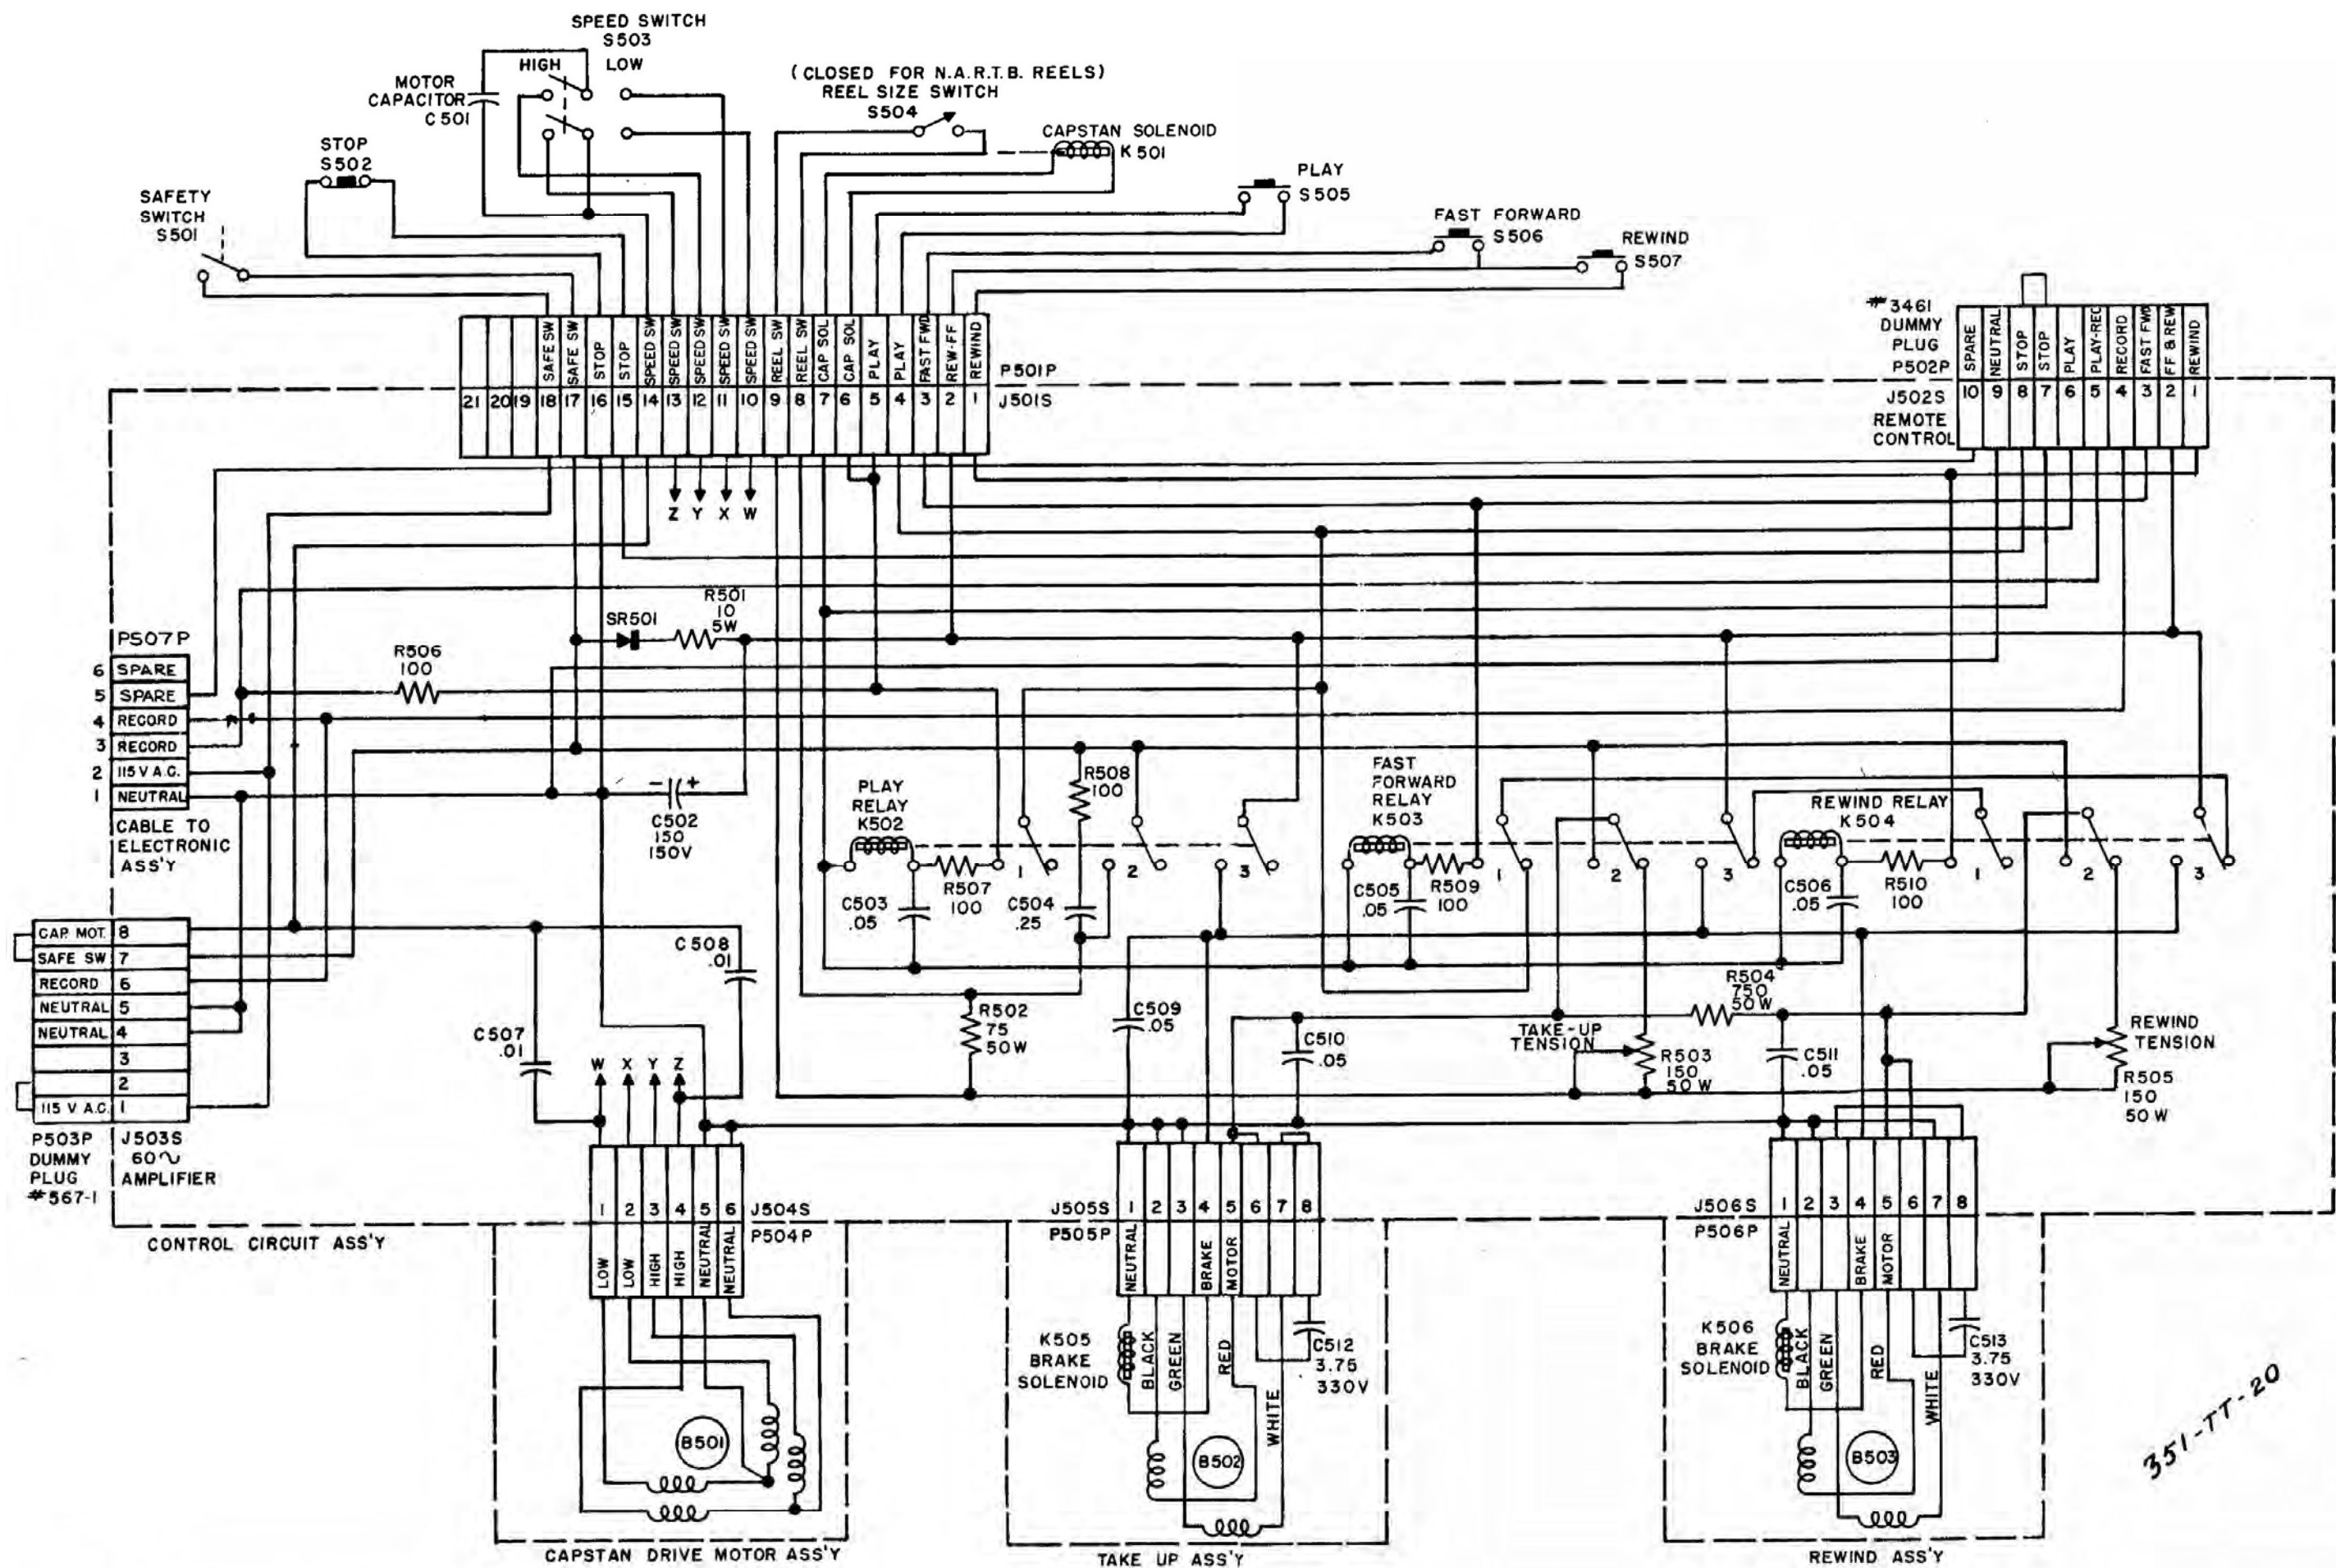 SPEED SWITCH
S503
HIGH LOW
MOTOR
CAPACITOR
C501
(CLOSED FOR N.A.R.T.B. REELS)
REEL SIZE SWITCH
S504
CAPSTAN SOLENOID
K501
STOP
S502
PLAY
S505
SAFETY
SWITCH
S501
FAST FORWARD
S506
REWIND
S507
SAFE SW
SAFE SW
STOP
STOP
SPEED SW
SPEED SW
SPEED SW
SPEED SW
SPEED SW
REEL SW
REEL SW
CAP SOL
CAP SOL
PLAY
PLAY
FAST FWD
REW-FF
REWIND
P501P
21 20 19 18 17 16 15 14 13 12 11 10 9 8 7 6 5 4 3 2 1
J501S
#3461
DUMMY
PLUG
P502P
SPARE
NEUTRAL
STOP
STOP
PLAY
PLAY-REC
RECORD
FAST FWD
FF & REW
REWIND
J502S
REMOTE
CONTROL
10 9 8 7 6 5 4 3 2 1
Z Y X W
R501
10
5W
SR501
P507P
R506
100
6 SPARE
5 SPARE
4 RECORD
3 RECORD
2 115 V A.C.
1 NEUTRAL
CABLE TO
ELECTRONIC
ASS'Y
- +
C502
150
150V
PLAY
RELAY
K502
R508
100
FAST
FORWARD
RELAY
K503
REWIND RELAY
K504
C503
.05
R507
100
C504
.25
1 2 3
C505
.05
R509
100
1 2 3
C506
.05
R510
100
1 2 3
CAP. MOT. 8
SAFE SW 7
RECORD 6
NEUTRAL 5
NEUTRAL 4
3
2
115 V A.C. 1
P503P
DUMMY
PLUG
#567-1
J503S
60∿
AMPLIFIER
C508
.01
C507
.01
R502
75
50W
C509
.05
C510
.05
R504
750
50W
TAKE-UP
TENSION
R503
150
50W
C511
.05
REWIND
TENSION
R505
150
50W
W X Y Z
CONTROL CIRCUIT ASS'Y
1 2 3 4 5 6
J504S
P504P
LOW
LOW
HIGH
HIGH
NEUTRAL
NEUTRAL
B501
CAPSTAN DRIVE MOTOR ASS'Y
J505S
1 2 3 4 5 6 7 8
P505P
NEUTRAL
BRAKE
MOTOR
K505
BRAKE
SOLENOID
BLACK
GREEN
RED
WHITE
C512
3.75
330V
B502
TAKE UP ASS'Y
J506S
1 2 3 4 5 6 7 8
P506P
NEUTRAL
BRAKE
MOTOR
K506
BRAKE
SOLENOID
BLACK
GREEN
RED
WHITE
C513
3.75
330V
B503
REWIND ASS'Y
351-TT-20